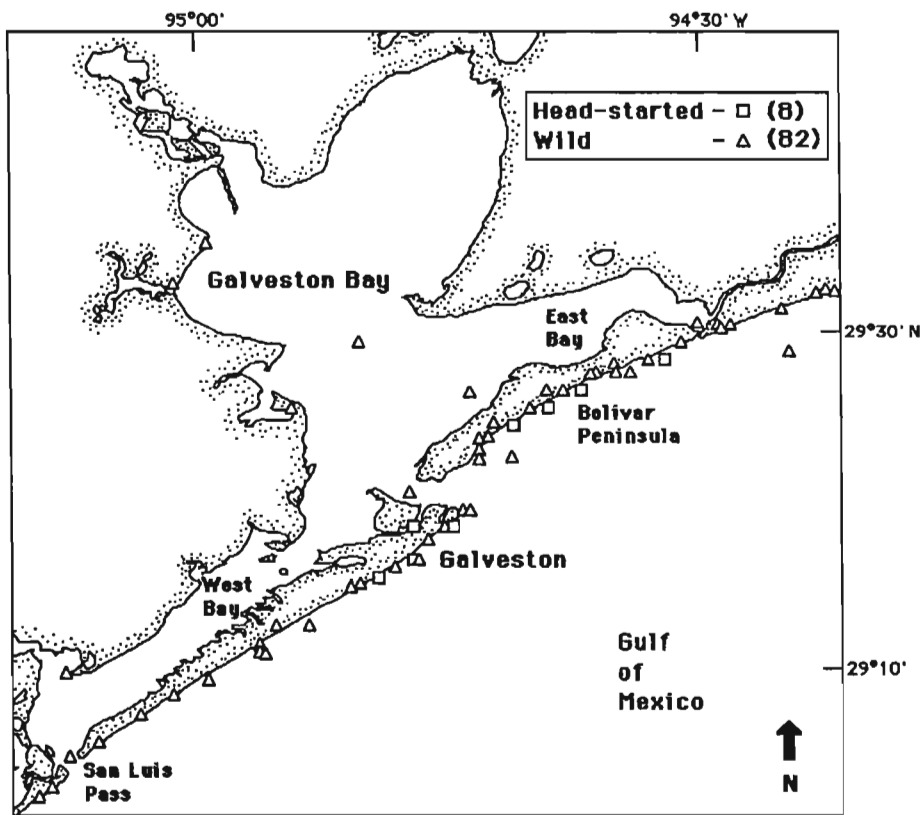 95°00'
94°30' W
Head-started - □ (8)
Wild - △ (82)
Galveston Bay
East
Bay
29°30' N
Bolivar
Peninsula
Galveston
West
Bay
Gulf
of
Mexico
29°10'
San Luis
Pass
N